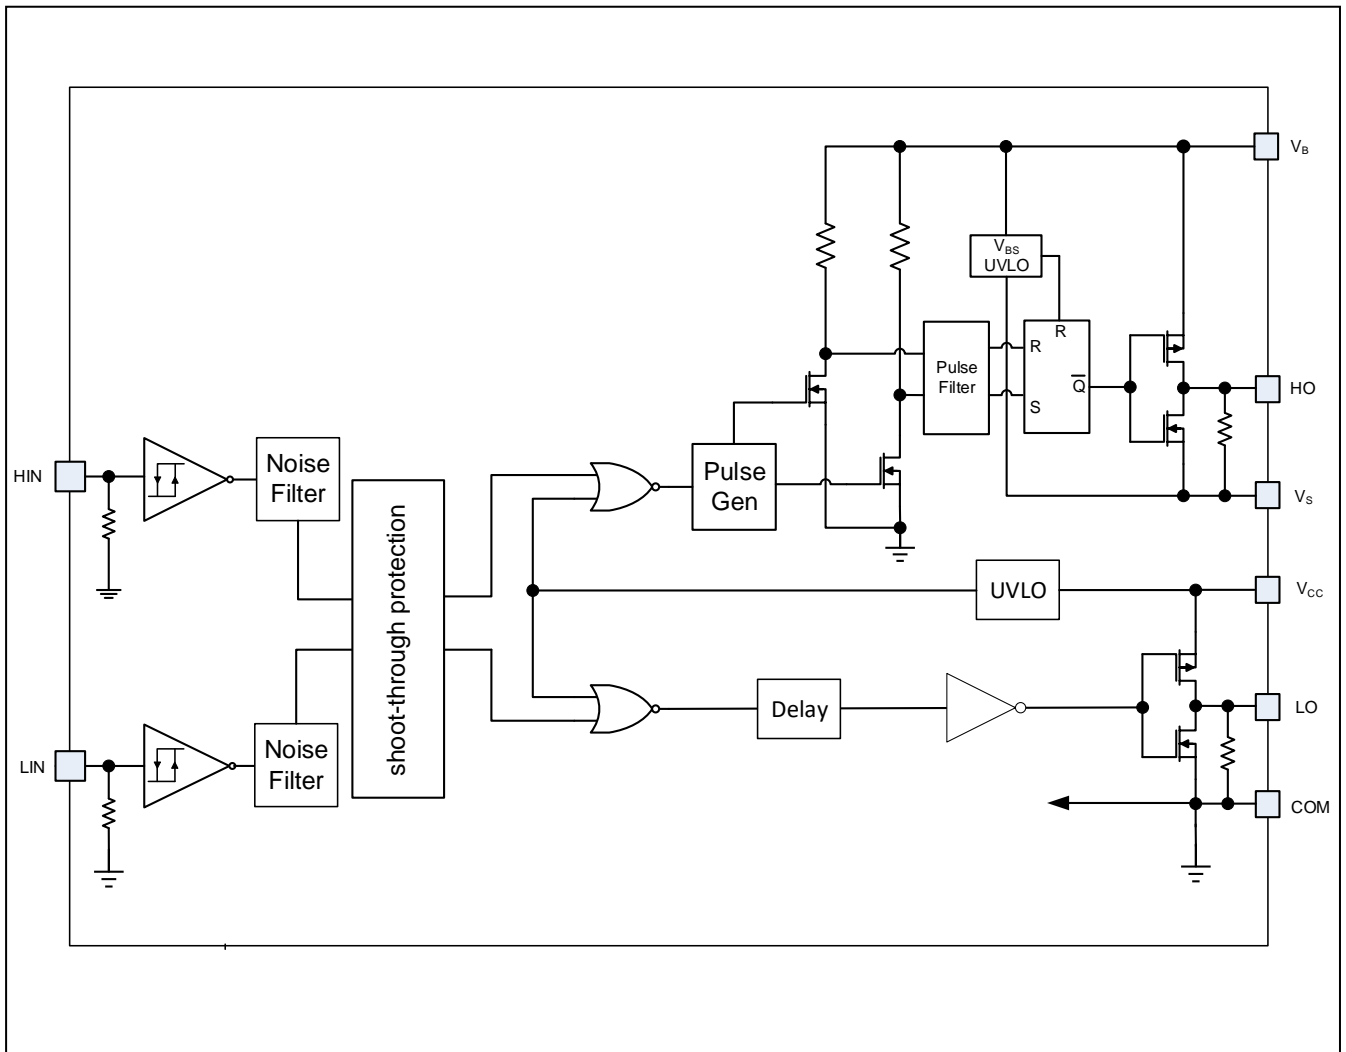 VB
VBS
UVLO
R
R
S
Q̅
Pulse
Filter
HO
HIN
Noise
Filter
Pulse
Gen
VS
shoot-through protection
UVLO
VCC
Delay
LO
LIN
Noise
Filter
COM